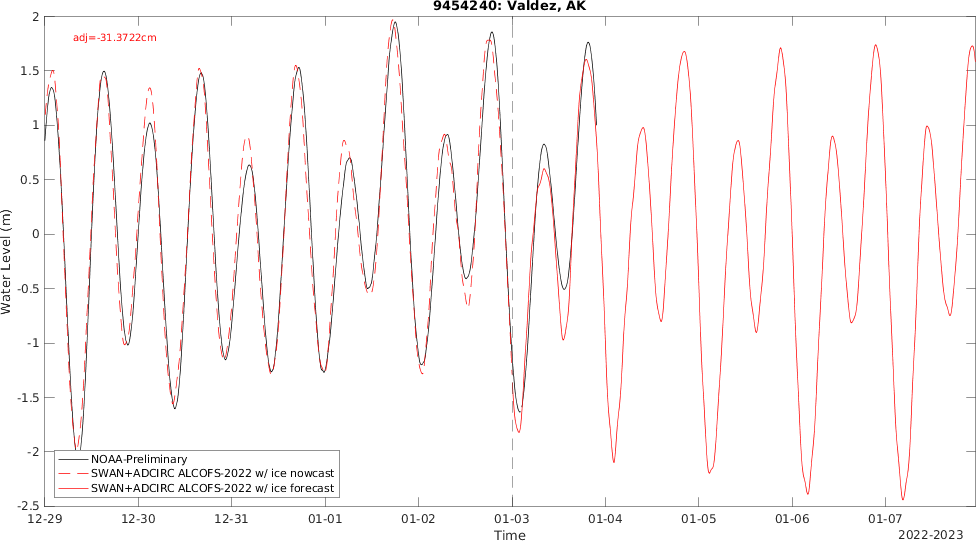 9454240: Valdez, AK
adj=-31.3722cm
2
1.5
1
0.5
0
-0.5
-1
-1.5
-2
-2.5
Water Level (m)
NOAA-Preliminary
SWAN+ADCIRC ALCOFS-2022 w/ ice nowcast
SWAN+ADCIRC ALCOFS-2022 w/ ice forecast
12-29 12-30 12-31 01-01 01-02 01-03 01-04 01-05 01-06 01-07
Time
2022-2023